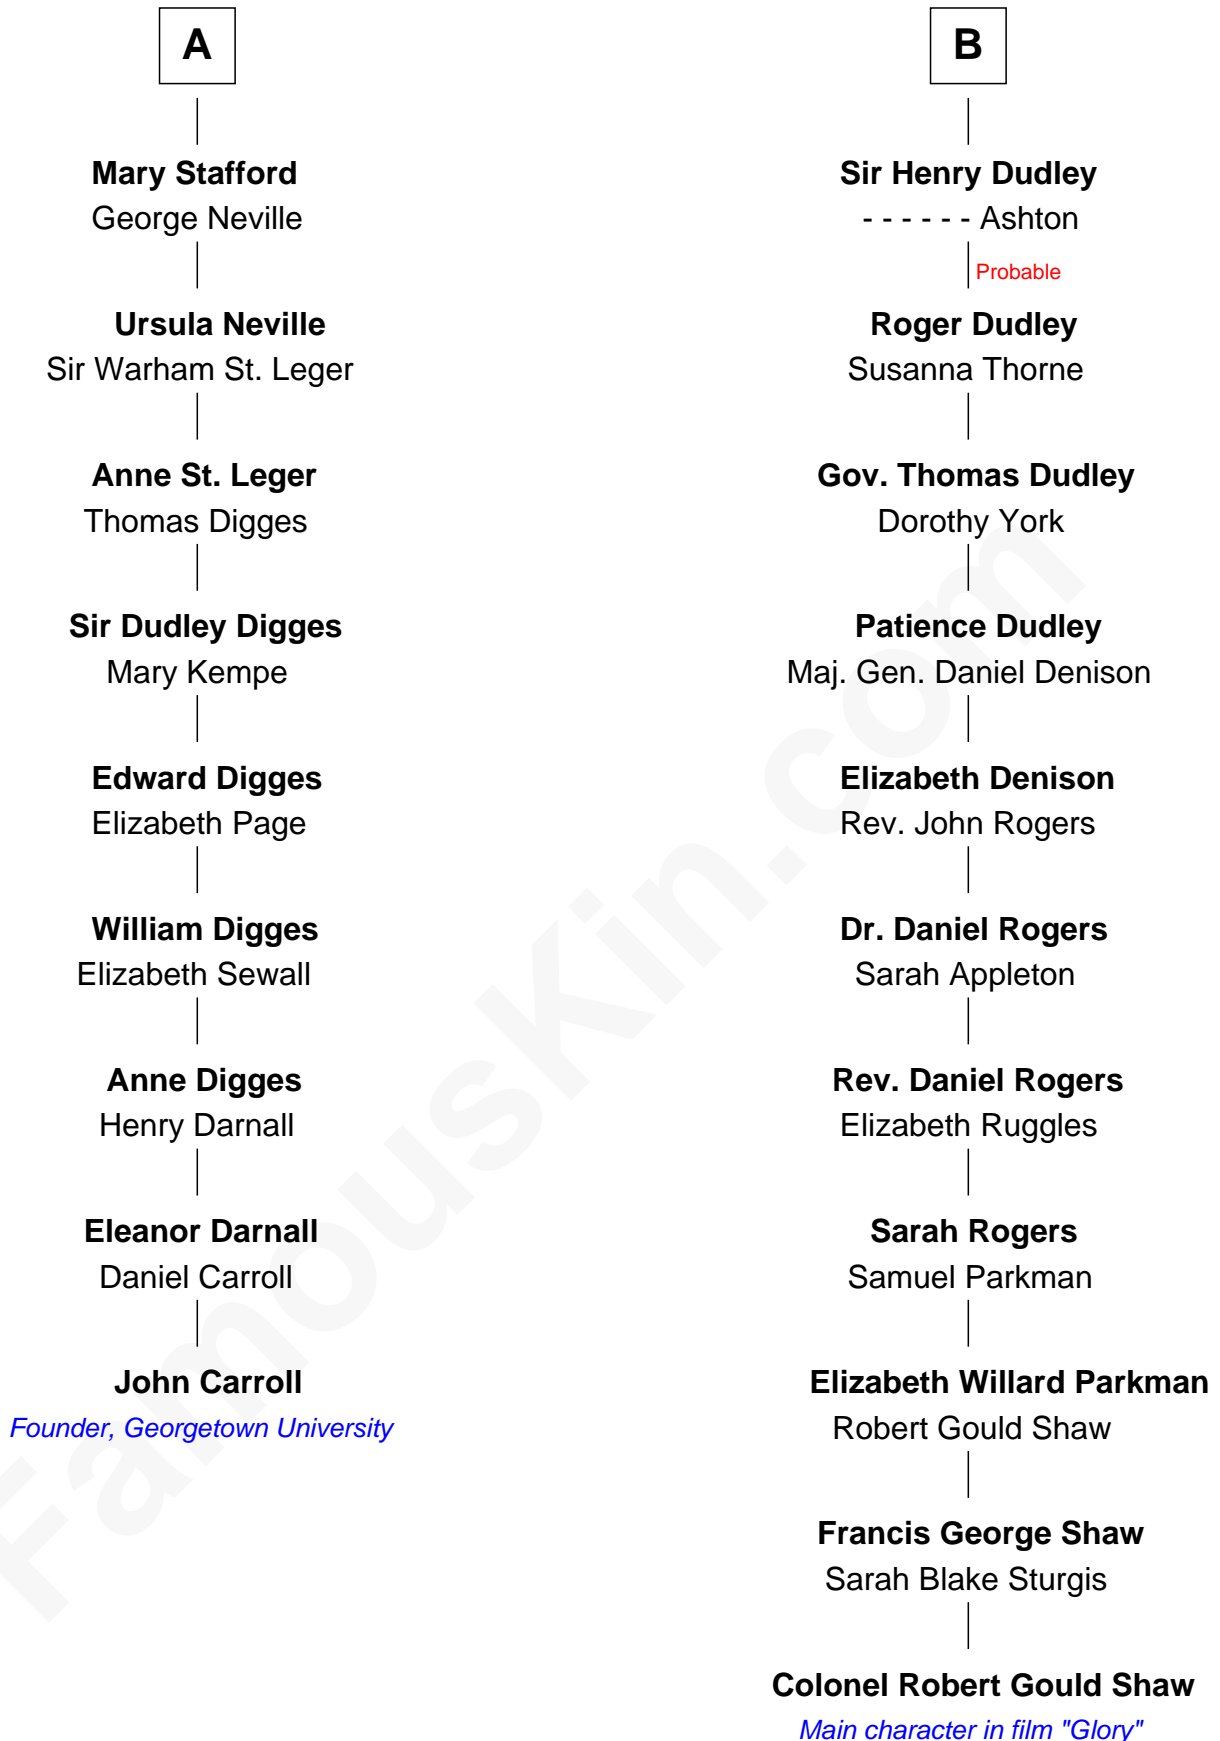 A
Mary Stafford
George Neville
Ursula Neville
Sir Warham St. Leger
Anne St. Leger
Thomas Digges
Sir Dudley Digges
Mary Kempe
Edward Digges
Elizabeth Page
William Digges
Elizabeth Sewall
Anne Digges
Henry Darnall
Eleanor Darnall
Daniel Carroll
John Carroll
Founder, Georgetown University
B
Sir Henry Dudley
- - - - - - Ashton
Probable
Roger Dudley
Susanna Thorne
Gov. Thomas Dudley
Dorothy York
Patience Dudley
Maj. Gen. Daniel Denison
Elizabeth Denison
Rev. John Rogers
Dr. Daniel Rogers
Sarah Appleton
Rev. Daniel Rogers
Elizabeth Ruggles
Sarah Rogers
Samuel Parkman
Elizabeth Willard Parkman
Robert Gould Shaw
Francis George Shaw
Sarah Blake Sturgis
Colonel Robert Gould Shaw
Main character in film "Glory"
FamousKin.com